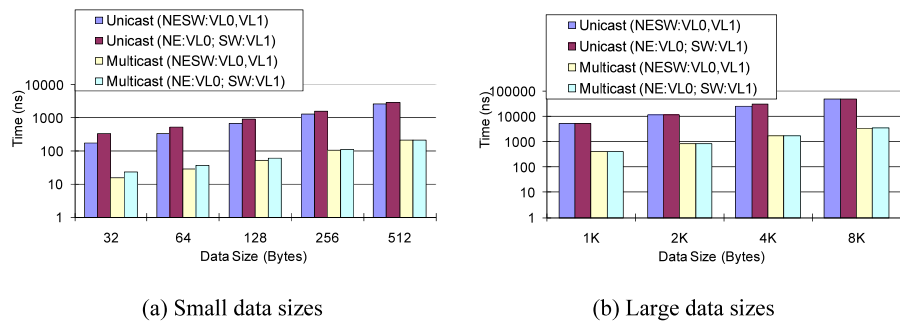 Unicast (NESW:VL0,VL1)
Unicast (NE:VL0; SW:VL1)
Multicast (NESW:VL0,VL1)
Multicast (NE:VL0; SW:VL1)
Time (ns)
10000
1000
100
10
1
32 64 128 256 512
Data Size (Bytes)
(a) Small data sizes
Unicast (NESW:VL0,VL1)
Unicast (NE:VL0; SW:VL1)
Multicast (NESW:VL0,VL1)
Multicast (NE:VL0; SW:VL1)
Time (ns)
100000
10000
1000
100
10
1
1K 2K 4K 8K
Data Size (Bytes)
(b) Large data sizes